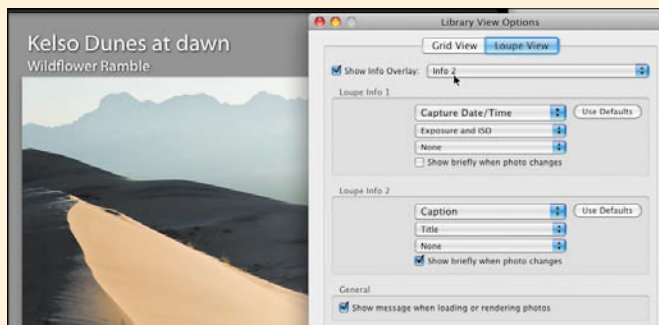 Kelso Dunes at dawn
Wildflower Ramble
Library View Options
Grid View Loupe View
Show Info Overlay: Info 2
Loupe Info 1
Capture Date/Time Use Defaults
Exposure and ISO
None
Show briefly when photo changes
Loupe Info 2
Caption Use Defaults
Title
None
Show briefly when photo changes
General
Show message when loading or rendering photos